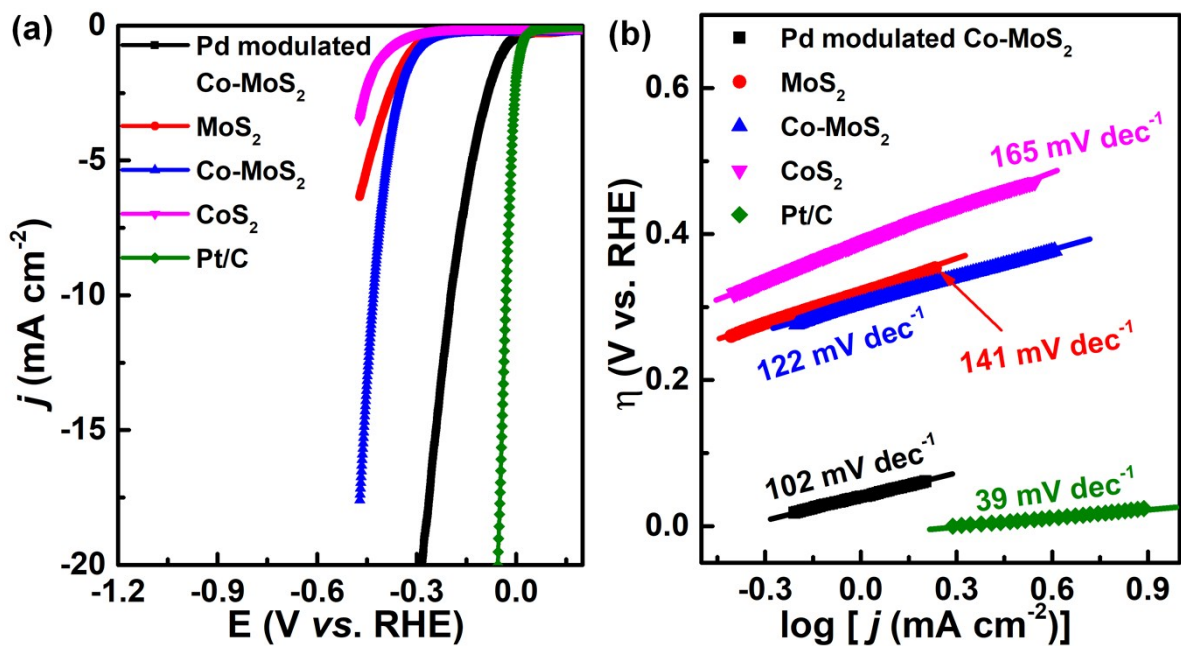 (a)
Pd modulated
Co-MoS₂
MoS₂
Co-MoS₂
CoS₂
Pt/C
0
-5
-10
-15
-20
j (mA cm⁻²)
-1.2 -0.9 -0.6 -0.3 0.0
E (V vs. RHE)
(b)
Pd modulated Co-MoS₂
MoS₂
Co-MoS₂
CoS₂
Pt/C
165 mV dec⁻¹
122 mV dec⁻¹
141 mV dec⁻¹
102 mV dec⁻¹
39 mV dec⁻¹
0.6
0.4
0.2
0.0
η (V vs. RHE)
-0.3 0.0 0.3 0.6 0.9
log [ j (mA cm⁻²)]